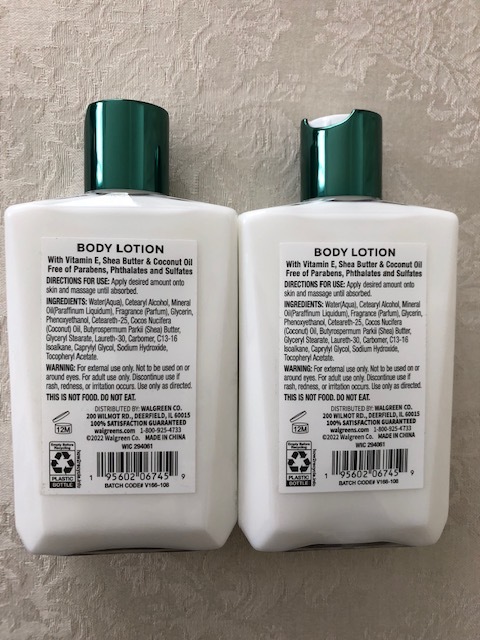 BODY LOTION
With Vitamin E, Shea Butter & Coconut Oil
Free of Parabens, Phthalates and Sulfates
DIRECTIONS FOR USE: Apply desired amount onto
skin and massage until absorbed.
INGREDIENTS: Water(Aqua), Cetearyl Alcohol, Mineral
Oil(Paraffinum Liquidum), Fragrance (Parfum), Glycerin,
Phenoxyethanol, Ceteareth-25, Cocos Nucifera
(Coconut) Oil, Butyrospermum Parkii (Shea) Butter,
Glyceryl Stearate, Laureth-30, Carbomer, C13-16
Isoalkane, Caprylyl Glycol, Sodium Hydroxide,
Tocopheryl Acetate.
WARNING: For external use only. Not to be used on or
around eyes. For adult use only. Discontinue use if
rash, redness, or irritation occurs. Use only as directed.
THIS IS NOT FOOD. DO NOT EAT.
DISTRIBUTED BY: WALGREEN CO.
200 WILMOT RD., DEERFIELD, IL 60015
100% SATISFACTION GUARANTEED
walgreens.com 1-800-925-4733
©2022 Walgreen Co. MADE IN CHINA
12M
WIC 294061
Empty Before
Recycling
how2recycle.info
PLASTIC
BOTTLE
1 95602 06745 9
BATCH CODE# V166-108
BODY LOTION
With Vitamin E, Shea Butter & Coconut Oil
Free of Parabens, Phthalates and Sulfates
DIRECTIONS FOR USE: Apply desired amount onto
skin and massage until absorbed.
INGREDIENTS: Water(Aqua), Cetearyl Alcohol, Mineral
Oil(Paraffinum Liquidum), Fragrance (Parfum), Glycerin,
Phenoxyethanol, Ceteareth-25, Cocos Nucifera
(Coconut) Oil, Butyrospermum Parkii (Shea) Butter,
Glyceryl Stearate, Laureth-30, Carbomer, C13-16
Isoalkane, Caprylyl Glycol, Sodium Hydroxide,
Tocopheryl Acetate.
WARNING: For external use only. Not to be used on or
around eyes. For adult use only. Discontinue use if
rash, redness, or irritation occurs. Use only as directed.
THIS IS NOT FOOD. DO NOT EAT.
DISTRIBUTED BY: WALGREEN CO.
200 WILMOT RD., DEERFIELD, IL 60015
100% SATISFACTION GUARANTEED
walgreens.com 1-800-925-4733
©2022 Walgreen Co. MADE IN CHINA
12M
WIC 294061
Empty Before
Recycling
how2recycle.info
PLASTIC
BOTTLE
1 95602 06745 9
BATCH CODE# V166-108